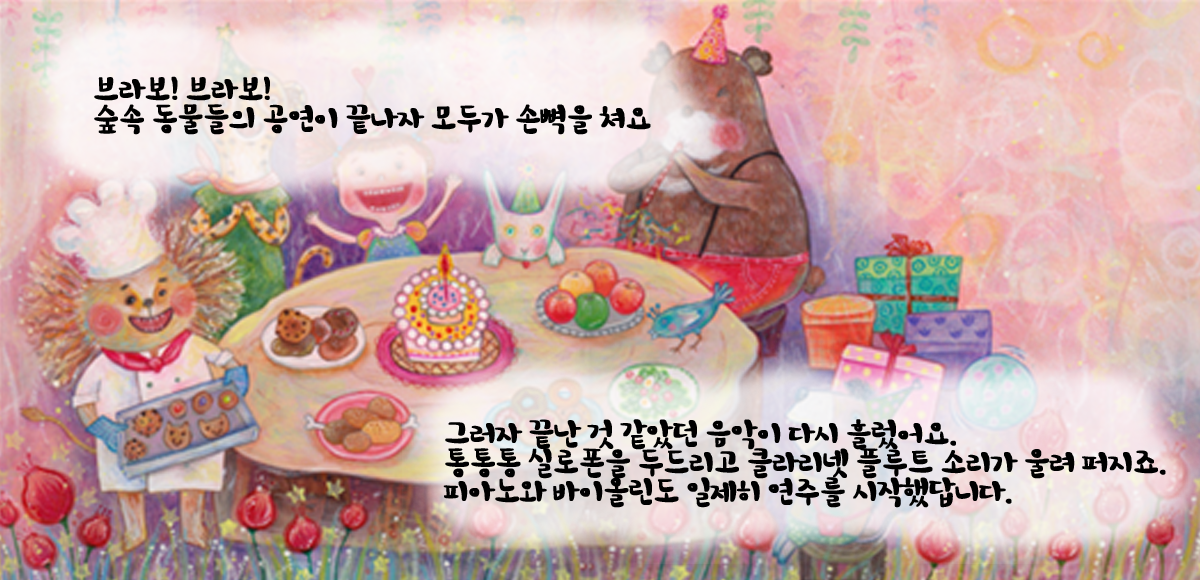 브라보! 브라보!
숲속 동물들의 공연이 끝나자 모두가 손뼉을 쳐요
그러자 끝난 것 같았던 음악이 다시 흘렀어요.
통통통 실로폰을 두드리고 클라리넷 플루트 소리가 울려 퍼지죠.
피아노와 바이올린도 일제히 연주를 시작했답니다.